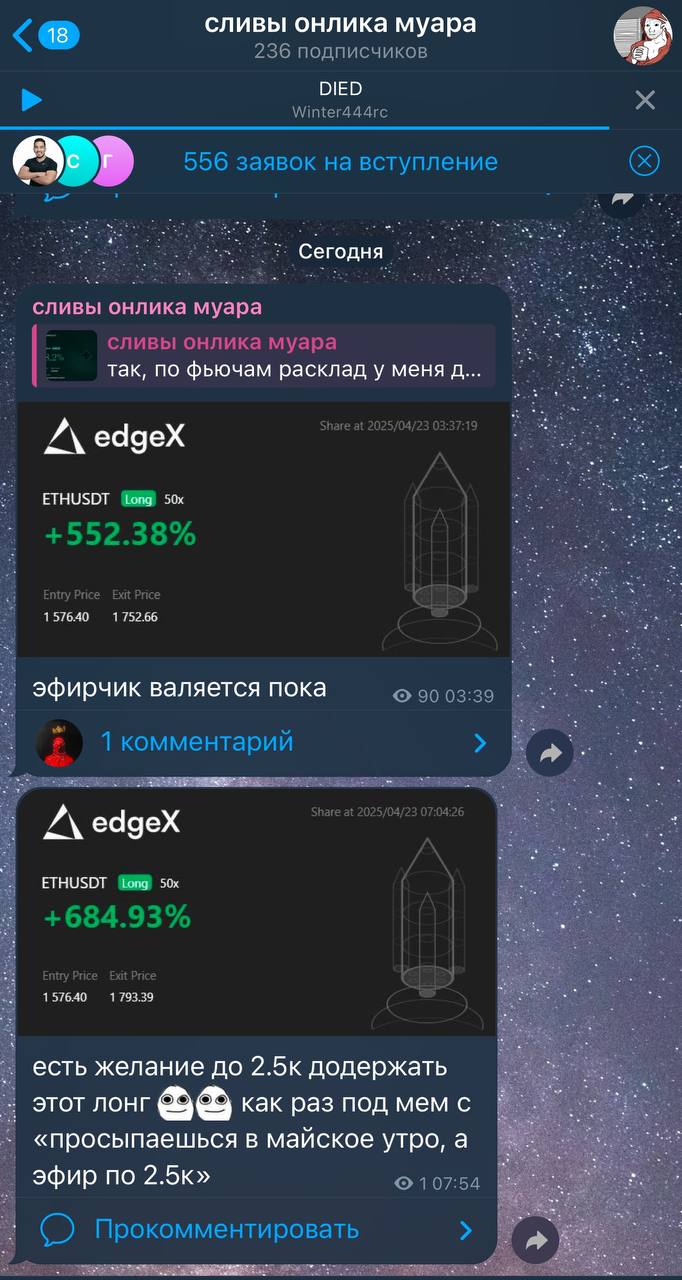 18
сливы онлика муара
236 подписчиков
DIED
Winter444rc
С
Г
556 заявок на вступление
Сегодня
сливы онлика муара
сливы онлика муара
так, по фьючам расклад у меня д...
edgeX
Share at 2025/04/23 03:37:19
ETHUSDT Long 50x
+552.38%
Entry Price Exit Price
1 576.40 1 752.66
эфирчик валяется пока
90 03:39
1 комментарий
edgeX
Share at 2025/04/23 07:04:26
ETHUSDT Long 50x
+684.93%
Entry Price Exit Price
1 576.40 1 793.39
есть желание до 2.5к додержать
этот лонг как раз под мем с
«просыпаешься в майское утро, а
эфир по 2.5к»
1 07:54
Прокомментировать